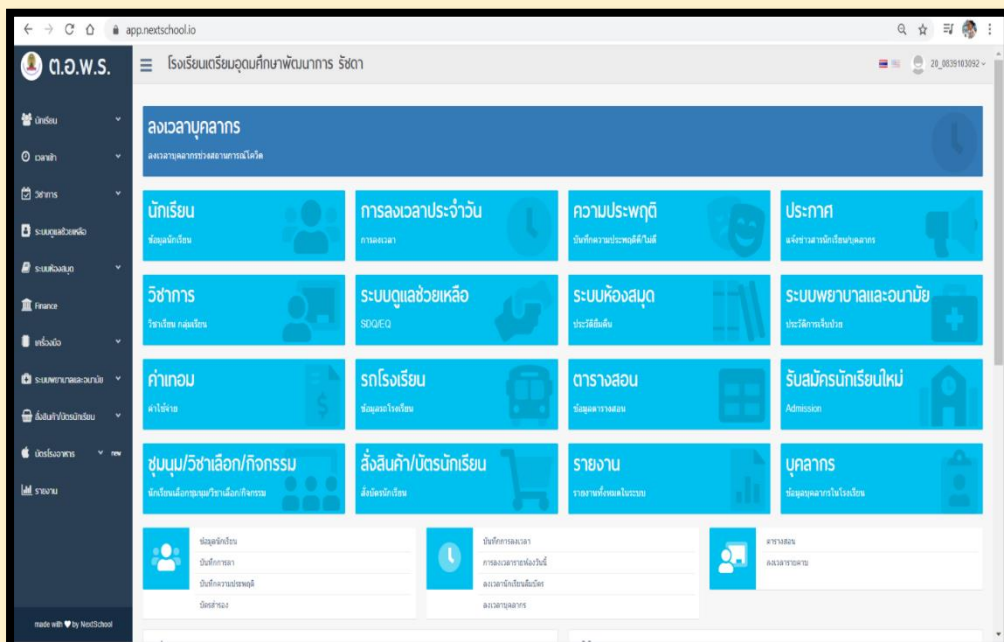 app.nextschool.io
ต.อ.พ.ร.
โรงเรียนเตรียมอุดมศึกษาพัฒนาการ รัชดา
20_0839103092
นักเรียน
เวลาเข้า
วิชาการ
ระบบดูแลช่วยเหลือ
ระบบห้องสมุด
Finance
เครื่องมือ
ระบบพยาบาลและอนามัย
สั่งสินค้า/บัตรนักเรียน
บัตรโรงอาหาร new
รายงาน
made with by NextSchool
ลงเวลาบุคลากร
ลงเวลาบุคลากรช่วงสถานการณ์โควิด
นักเรียน
ข้อมูลนักเรียน
การลงเวลาประจำวัน
การลงเวลา
ความประพฤติ
บันทึกความประพฤติดี/ไม่ดี
ประกาศ
แจ้งข่าวสารนักเรียน/บุคลากร
วิชาการ
วิชาเรียน กลุ่มเรียน
ระบบดูแลช่วยเหลือ
SDQ/EQ
ระบบห้องสมุด
ประวัติยืมคืน
ระบบพยาบาลและอนามัย
ประวัติการเจ็บป่วย
ค่าเทอม
ค่าใช้จ่าย
รถโรงเรียน
ข้อมูลรถโรงเรียน
ตารางสอน
ข้อมูลตารางสอน
รับสมัครนักเรียนใหม่
Admission
ชุมนุม/วิชาเลือก/กิจกรรม
นักเรียนเลือกชุมนุม/วิชาเลือก/กิจกรรม
สั่งสินค้า/บัตรนักเรียน
สั่งบัตรนักเรียน
รายงาน
รายงานทั้งหมดในระบบ
บุคลากร
ข้อมูลบุคลากรในโรงเรียน
ข้อมูลนักเรียน
บันทึกการลา
บันทึกความประพฤติ
บัตรสำรอง
บันทึกการลงเวลา
การลงเวลารายห้องวันนี้
ลงเวลานักเรียนลืมบัตร
ลงเวลาบุคลากร
ตารางสอน
ลงเวลารายคาบ